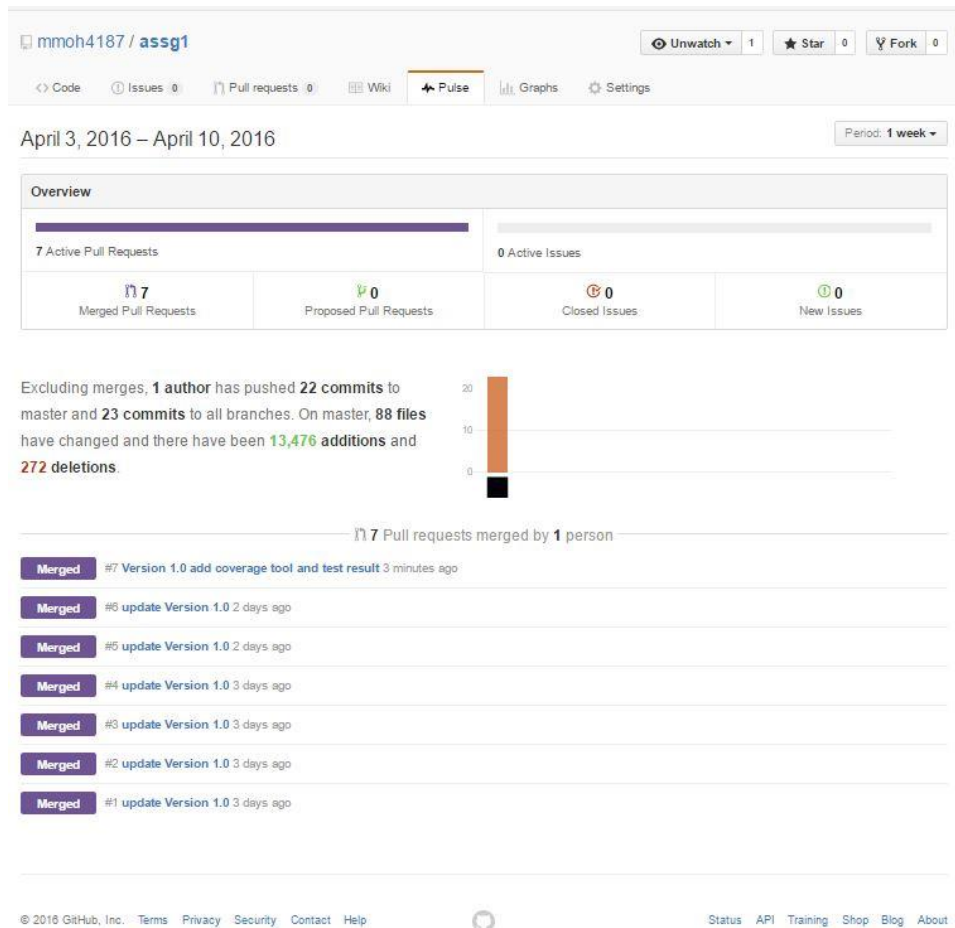 mmoh4187 / assg1
Unwatch 1 Star 0 Fork 0
Code Issues 0 Pull requests 0 Wiki Pulse Graphs Settings
April 3, 2016 – April 10, 2016
Period: 1 week
Overview
7 Active Pull Requests
0 Active Issues
7
Merged Pull Requests
0
Proposed Pull Requests
0
Closed Issues
0
New Issues
Excluding merges, 1 author has pushed 22 commits to
master and 23 commits to all branches. On master, 88 files
have changed and there have been 13,476 additions and
272 deletions.
20
10
0
7 Pull requests merged by 1 person
Merged #7 Version 1.0 add coverage tool and test result 3 minutes ago
Merged #6 update Version 1.0 2 days ago
Merged #5 update Version 1.0 2 days ago
Merged #4 update Version 1.0 3 days ago
Merged #3 update Version 1.0 3 days ago
Merged #2 update Version 1.0 3 days ago
Merged #1 update Version 1.0 3 days ago
© 2016 GitHub, Inc. Terms Privacy Security Contact Help
Status API Training Shop Blog About